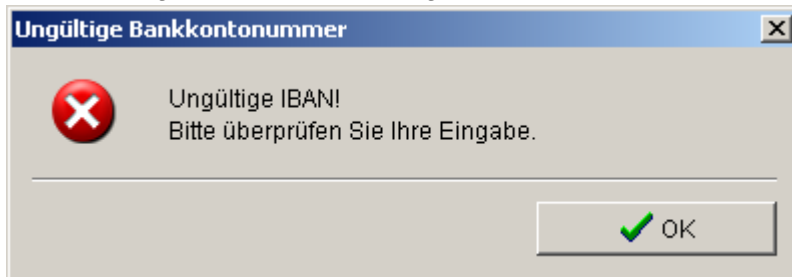 Ungültige Bankkontonummer
Ungültige IBAN!
Bitte überprüfen Sie Ihre Eingabe.
OK